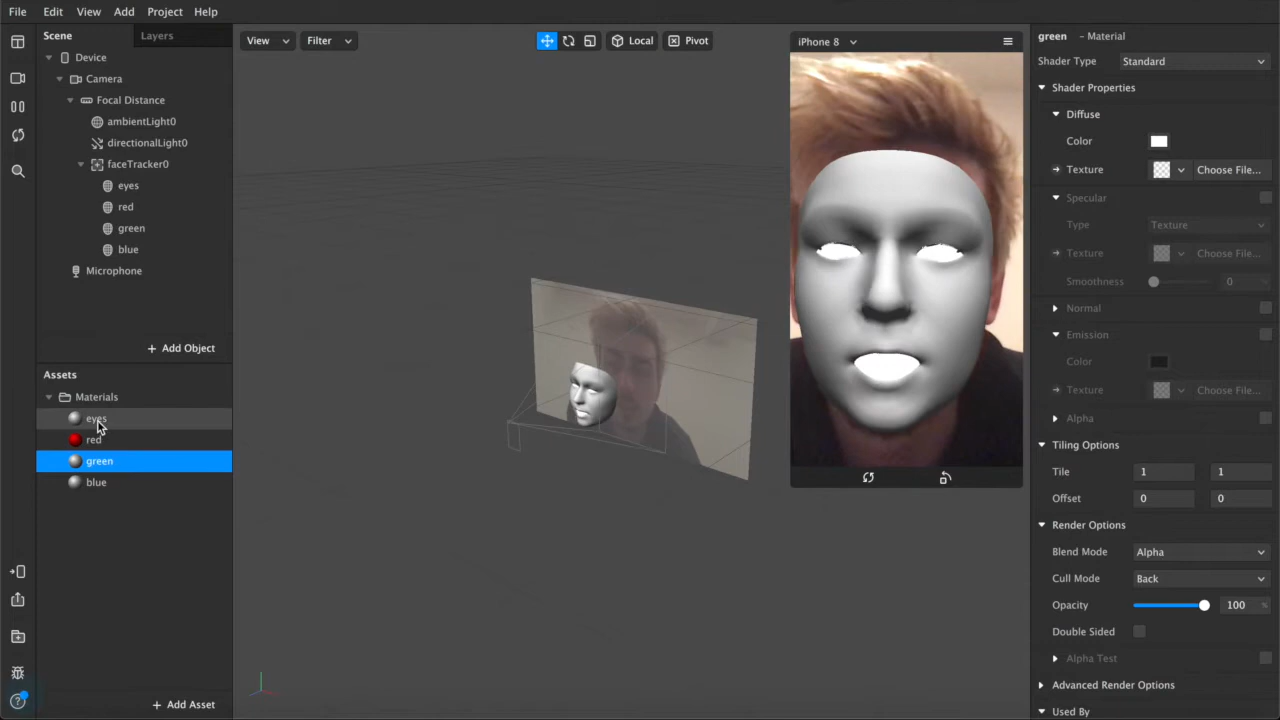 File Edit View Add Project Help
Scene Layers
Device
Camera
Focal Distance
ambientLight0
directionalLight0
faceTracker0
eyes
red
green
blue
Microphone
+ Add Object
Assets
Materials
eyes
red
green
blue
+ Add Asset
View Filter Local Pivot
iPhone 8
green - Material
Shader Type Standard
Shader Properties
Diffuse
Color
Texture Choose File...
Specular
Type Texture
Texture Choose File...
Smoothness 0
Normal
Emission
Color
Texture Choose File...
Alpha
Tiling Options
Tile 1 1
Offset 0 0
Render Options
Blend Mode Alpha
Cull Mode Back
Opacity 100 %
Double Sided
Alpha Test
Advanced Render Options
Used By